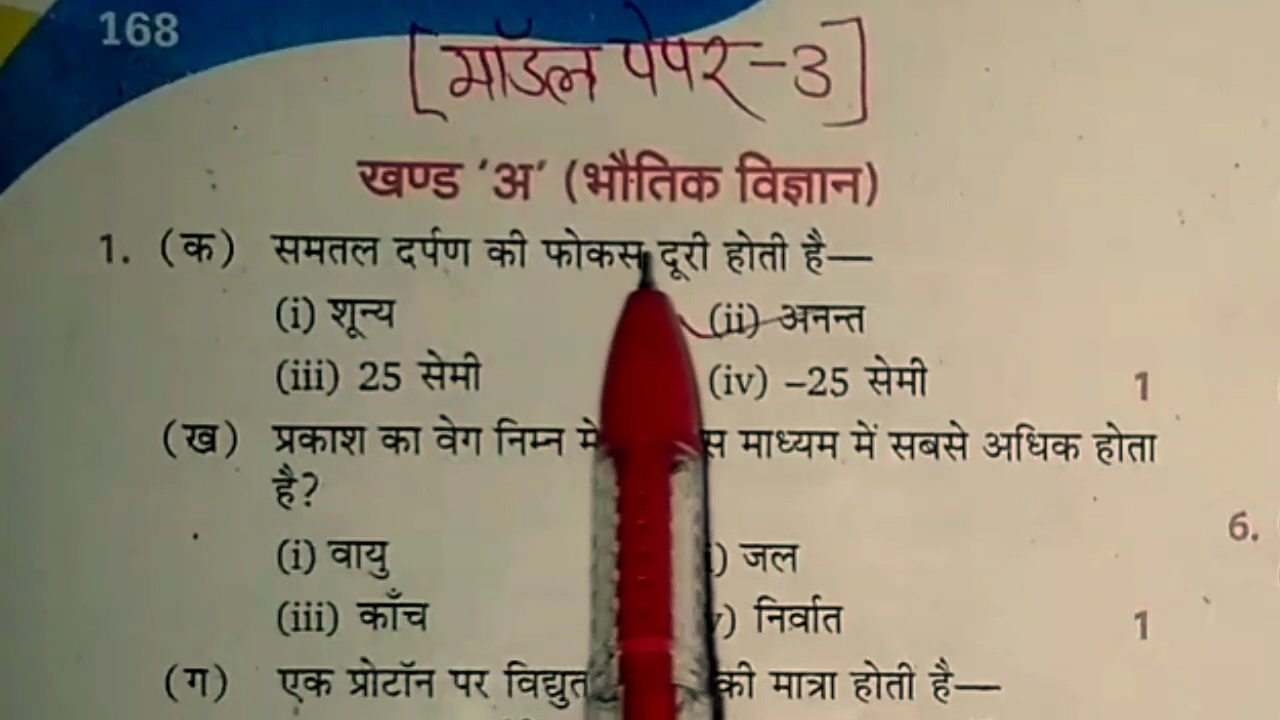 168
[मॉडल पेपर-3]
खण्ड 'अ' (भौतिक विज्ञान)
1. (क) समतल दर्पण की फोकस दूरी होती है—
(i) शून्य (ii) अनन्त
(iii) 25 सेमी (iv) –25 सेमी 1
(ख) प्रकाश का वेग निम्न में माध्यम में सबसे अधिक होता
है?
6.
(i) वायु ) जल
(iii) काँच ) निर्वात 1
(ग) एक प्रोटॉन पर विद्युत की मात्रा होती है—